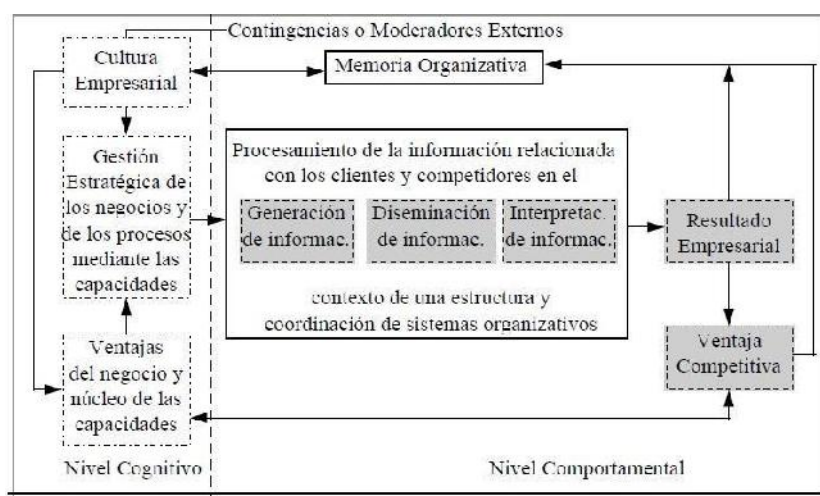 Contingencias o Moderadores Externos
Cultura
Empresarial
Memoria Organizativa
Gestión
Estratégica de
los negocios y
de los procesos
mediante las
capacidades
Procesamiento de la información relacionada
con los clientes y competidores en el
Generación
de informac.
Diseminación
de informac.
Interpretac.
de informac.
contexto de una estructura y
coordinación de sistemas organizativos
Resultado
Empresarial
Ventajas
del negocio y
núcleo de las
capacidades
Ventaja
Competitiva
Nivel Cognitivo
Nivel Comportamental